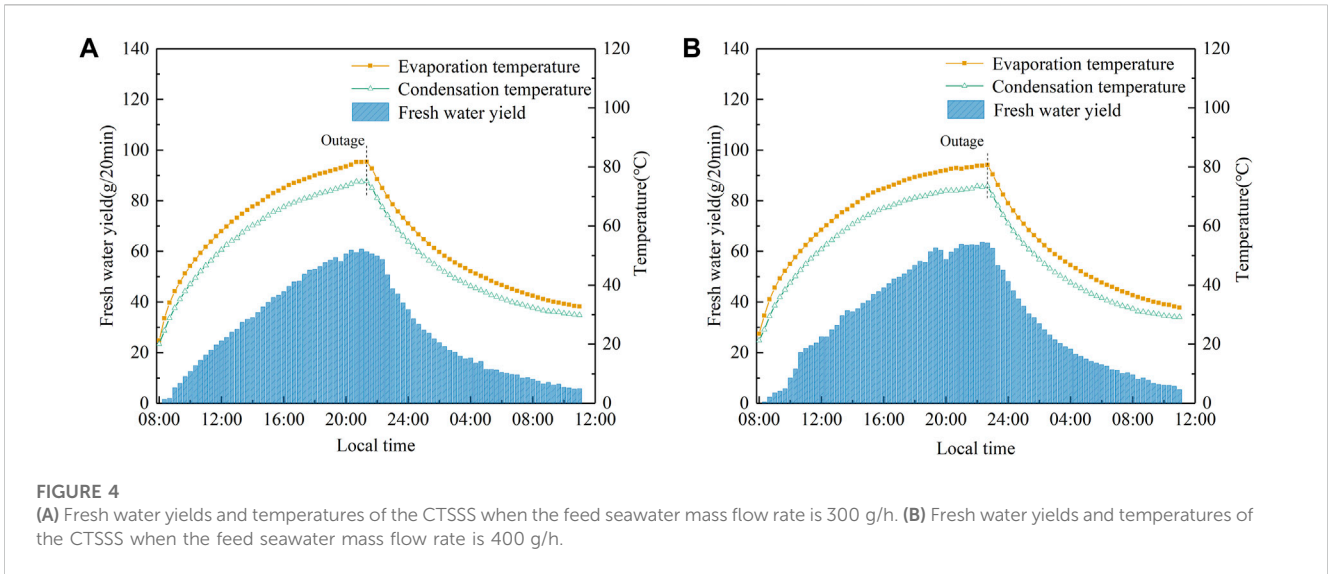 A
140
120
100
80
60
40
20
0
Fresh water yield(g/20min)
Evaporation temperature
Condensation temperature
Fresh water yield
Outage
120
100
80
60
40
20
0
Temperature(℃)
08:00 12:00 16:00 20:00 24:00 04:00 08:00 12:00
Local time
B
140
120
100
80
60
40
20
0
Fresh water yield(g/20min)
Evaporation temperature
Condensation temperature
Fresh water yield
Outage
120
100
80
60
40
20
0
Temperature(℃)
08:00 12:00 16:00 20:00 24:00 04:00 08:00 12:00
Local time
FIGURE 4
(A) Fresh water yields and temperatures of the CTSSS when the feed seawater mass flow rate is 300 g/h. (B) Fresh water yields and temperatures of
the CTSSS when the feed seawater mass flow rate is 400 g/h.